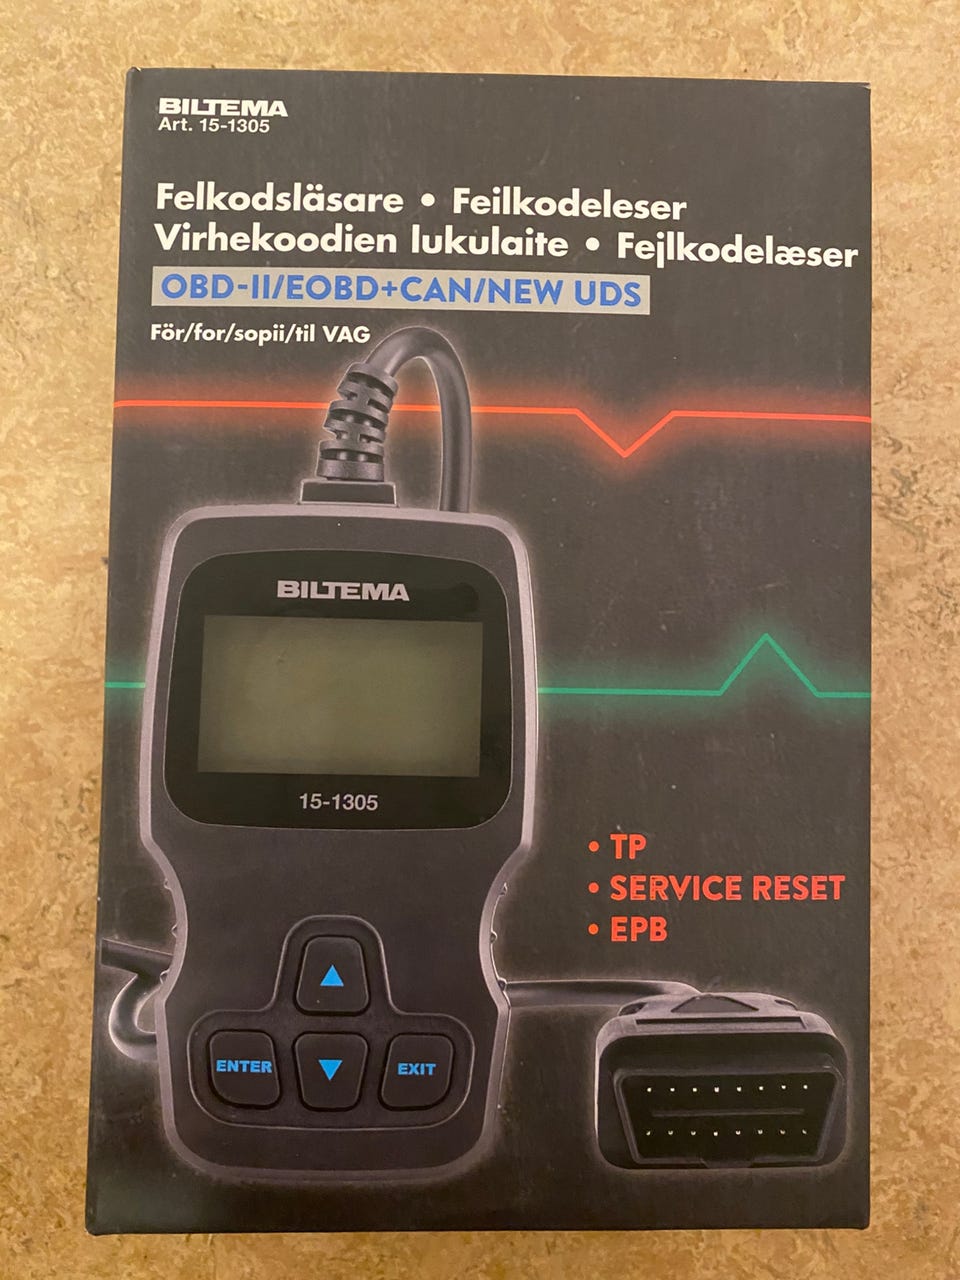 BILTEMA
Art. 15-1305
Felkodsläsare • Feilkodeleser
Virhekoodien lukulaite • Fejlkodelæser
OBD-II/EOBD+CAN/NEW UDS
För/for/sopii/til VAG
BILTEMA
15-1305
• TP
• SERVICE RESET
• EPB
ENTER
EXIT